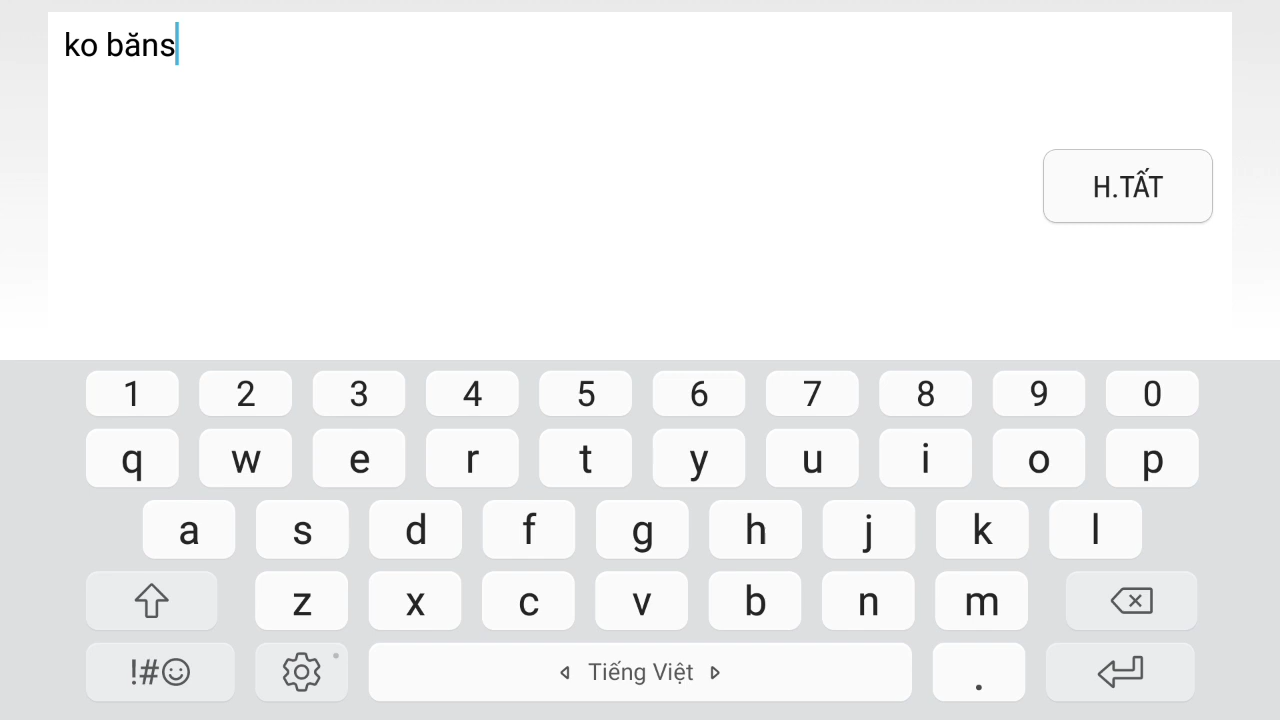 ko băns
H.TẤT
1 2 3 4 5 6 7 8 9 0
q w e r t y u i o p
a s d f g h j k l
z x c v b n m
!#☺ Tiếng Việt .